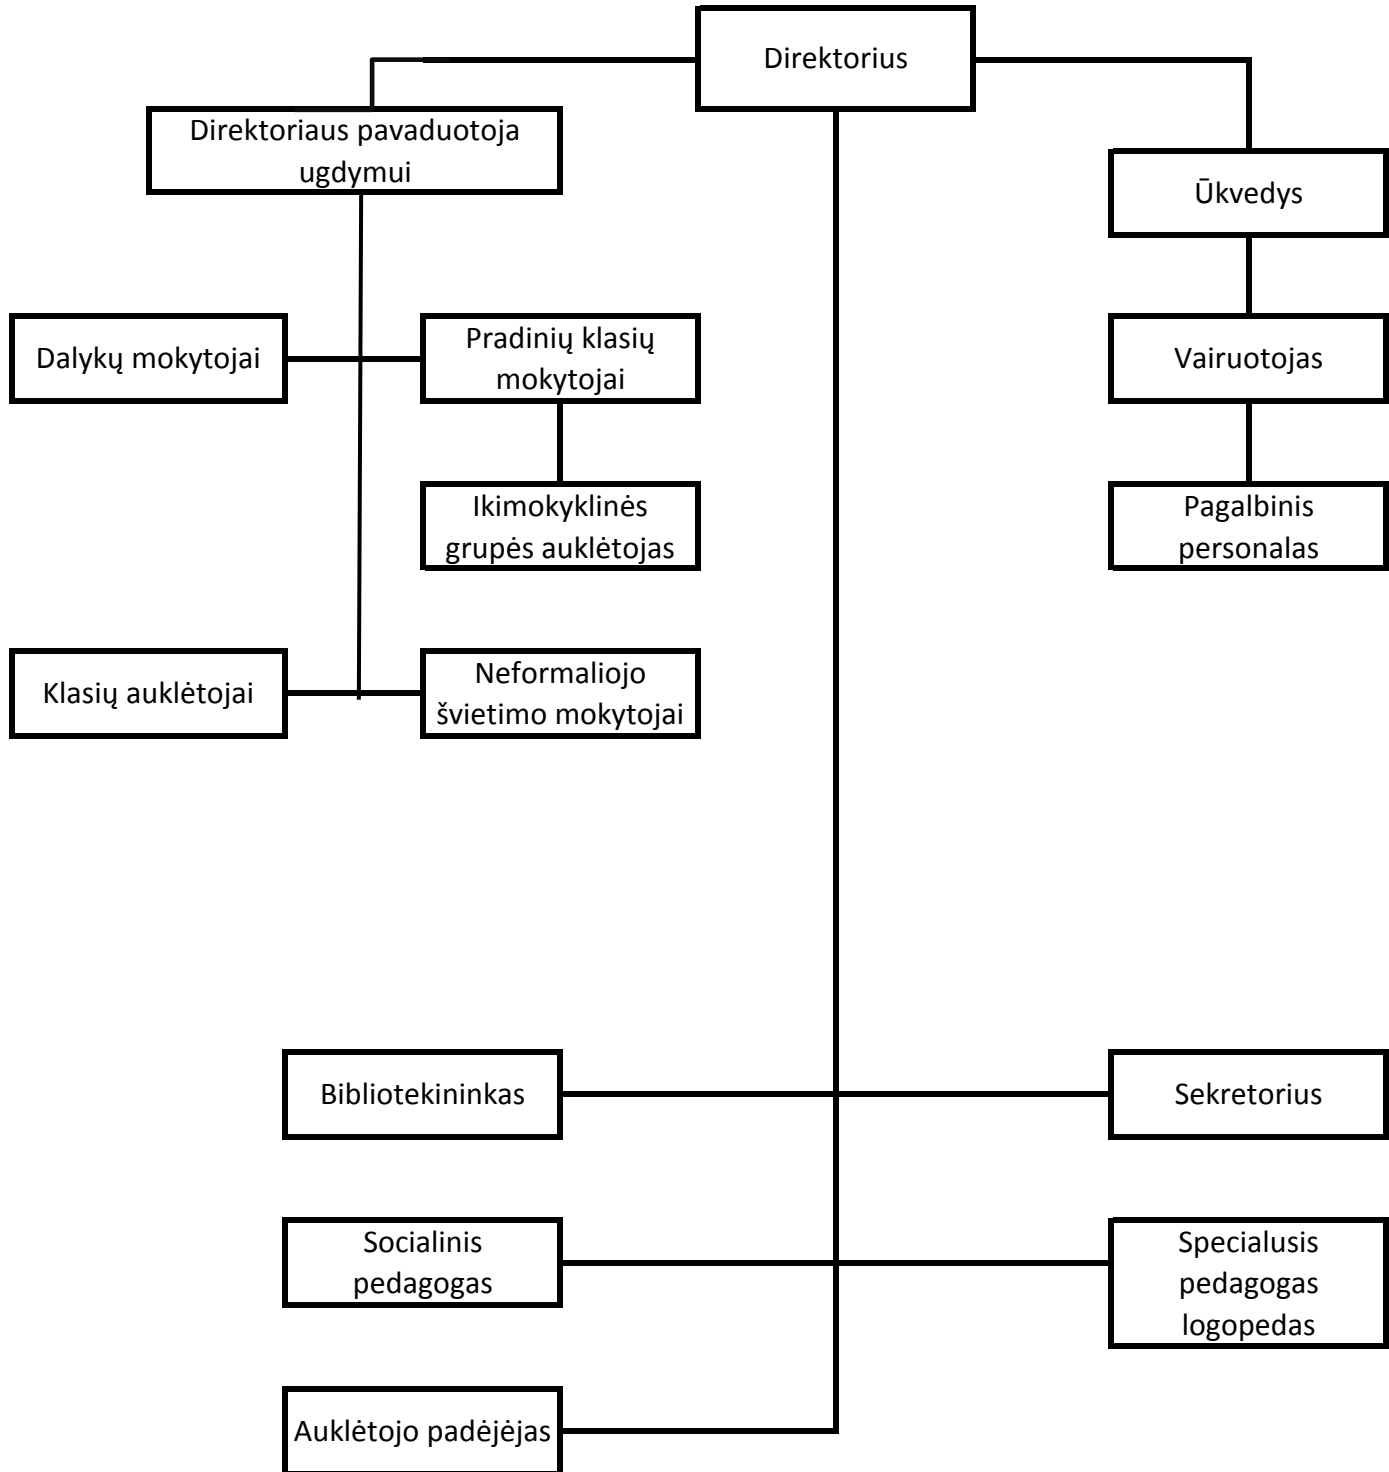 Direktorius
Direktoriaus pavaduotoja
ugdymui
Ūkvedys
Dalykų mokytojai
Pradinių klasių
mokytojai
Vairuotojas
Ikimokyklinės
grupės auklėtojas
Pagalbinis
personalas
Klasių auklėtojai
Neformaliojo
švietimo mokytojai
Bibliotekininkas
Sekretorius
Socialinis
pedagogas
Specialusis
pedagogas
logopedas
Auklėtojo padėjėjas